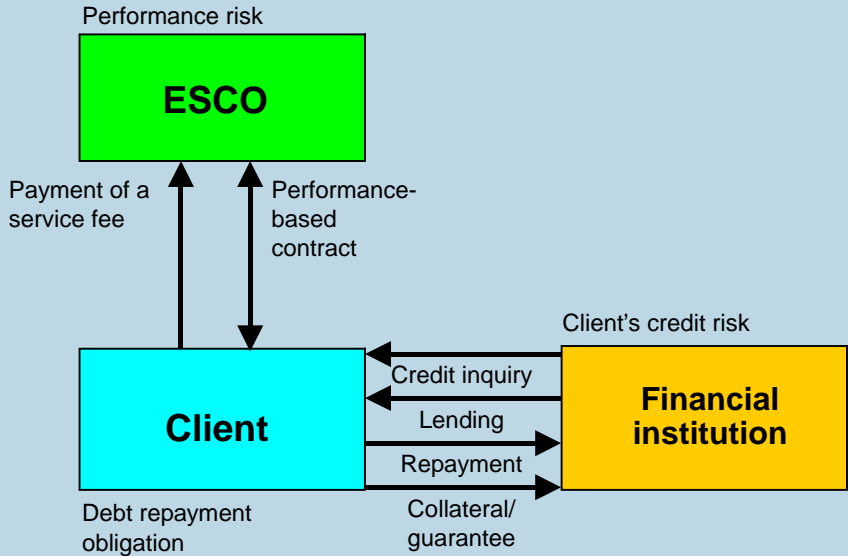 Performance risk
ESCO
Payment of a
service fee
Performance-
based
contract
Client's credit risk
Credit inquiry
Client
Financial
institution
Lending
Repayment
Collateral/
guarantee
Debt repayment
obligation